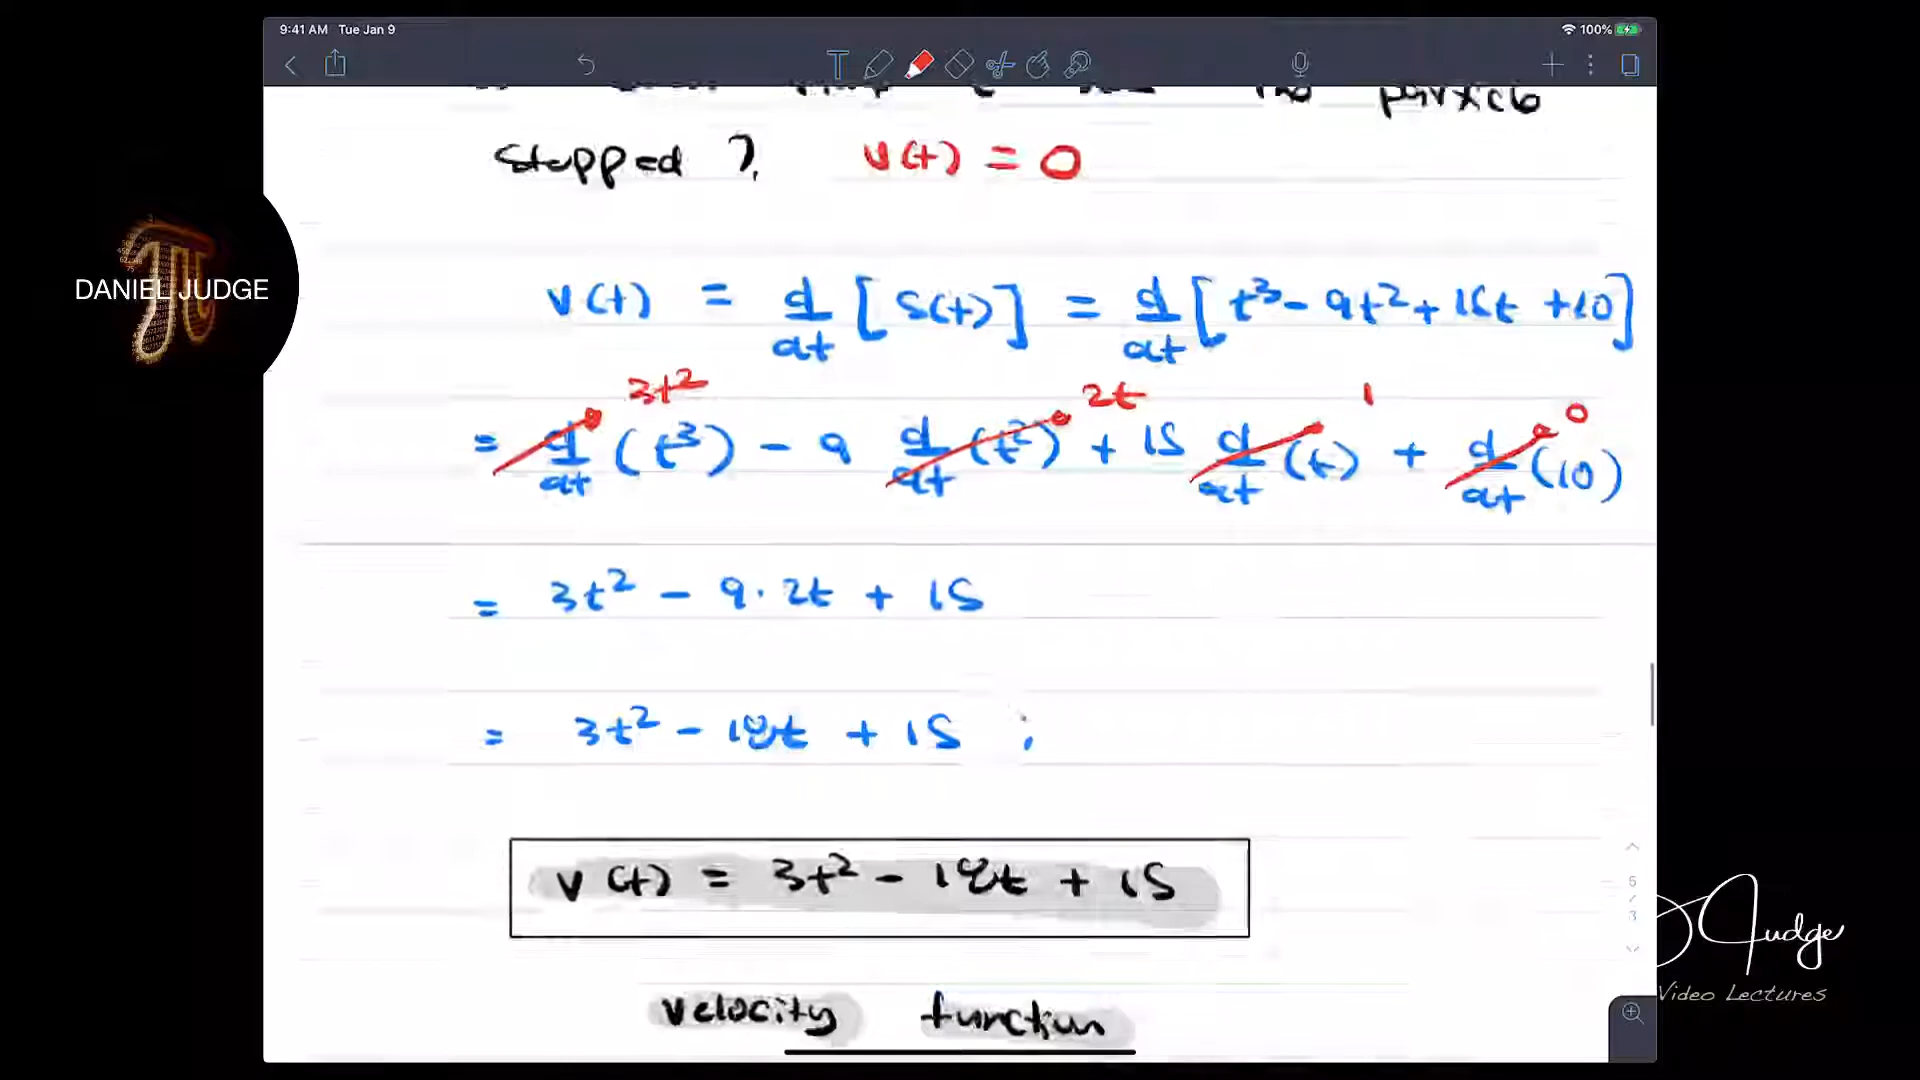 9:41 AM Tue Jan 9 100%
the particle
stopped ? v(t) = 0
DANIEL JUDGE
v(t) = d/dt [s(t)] = d/dt [t³ - 9t² + 15t + 10]
3t² 2t 1 0
= d/dt (t³) - 9 d/dt (t²) + 15 d/dt (t) + d/dt (10)
= 3t² - 9 · 2t + 15
= 3t² - 18t + 15 ;
v(t) = 3t² - 18t + 15
velocity function
Judge
Video Lectures